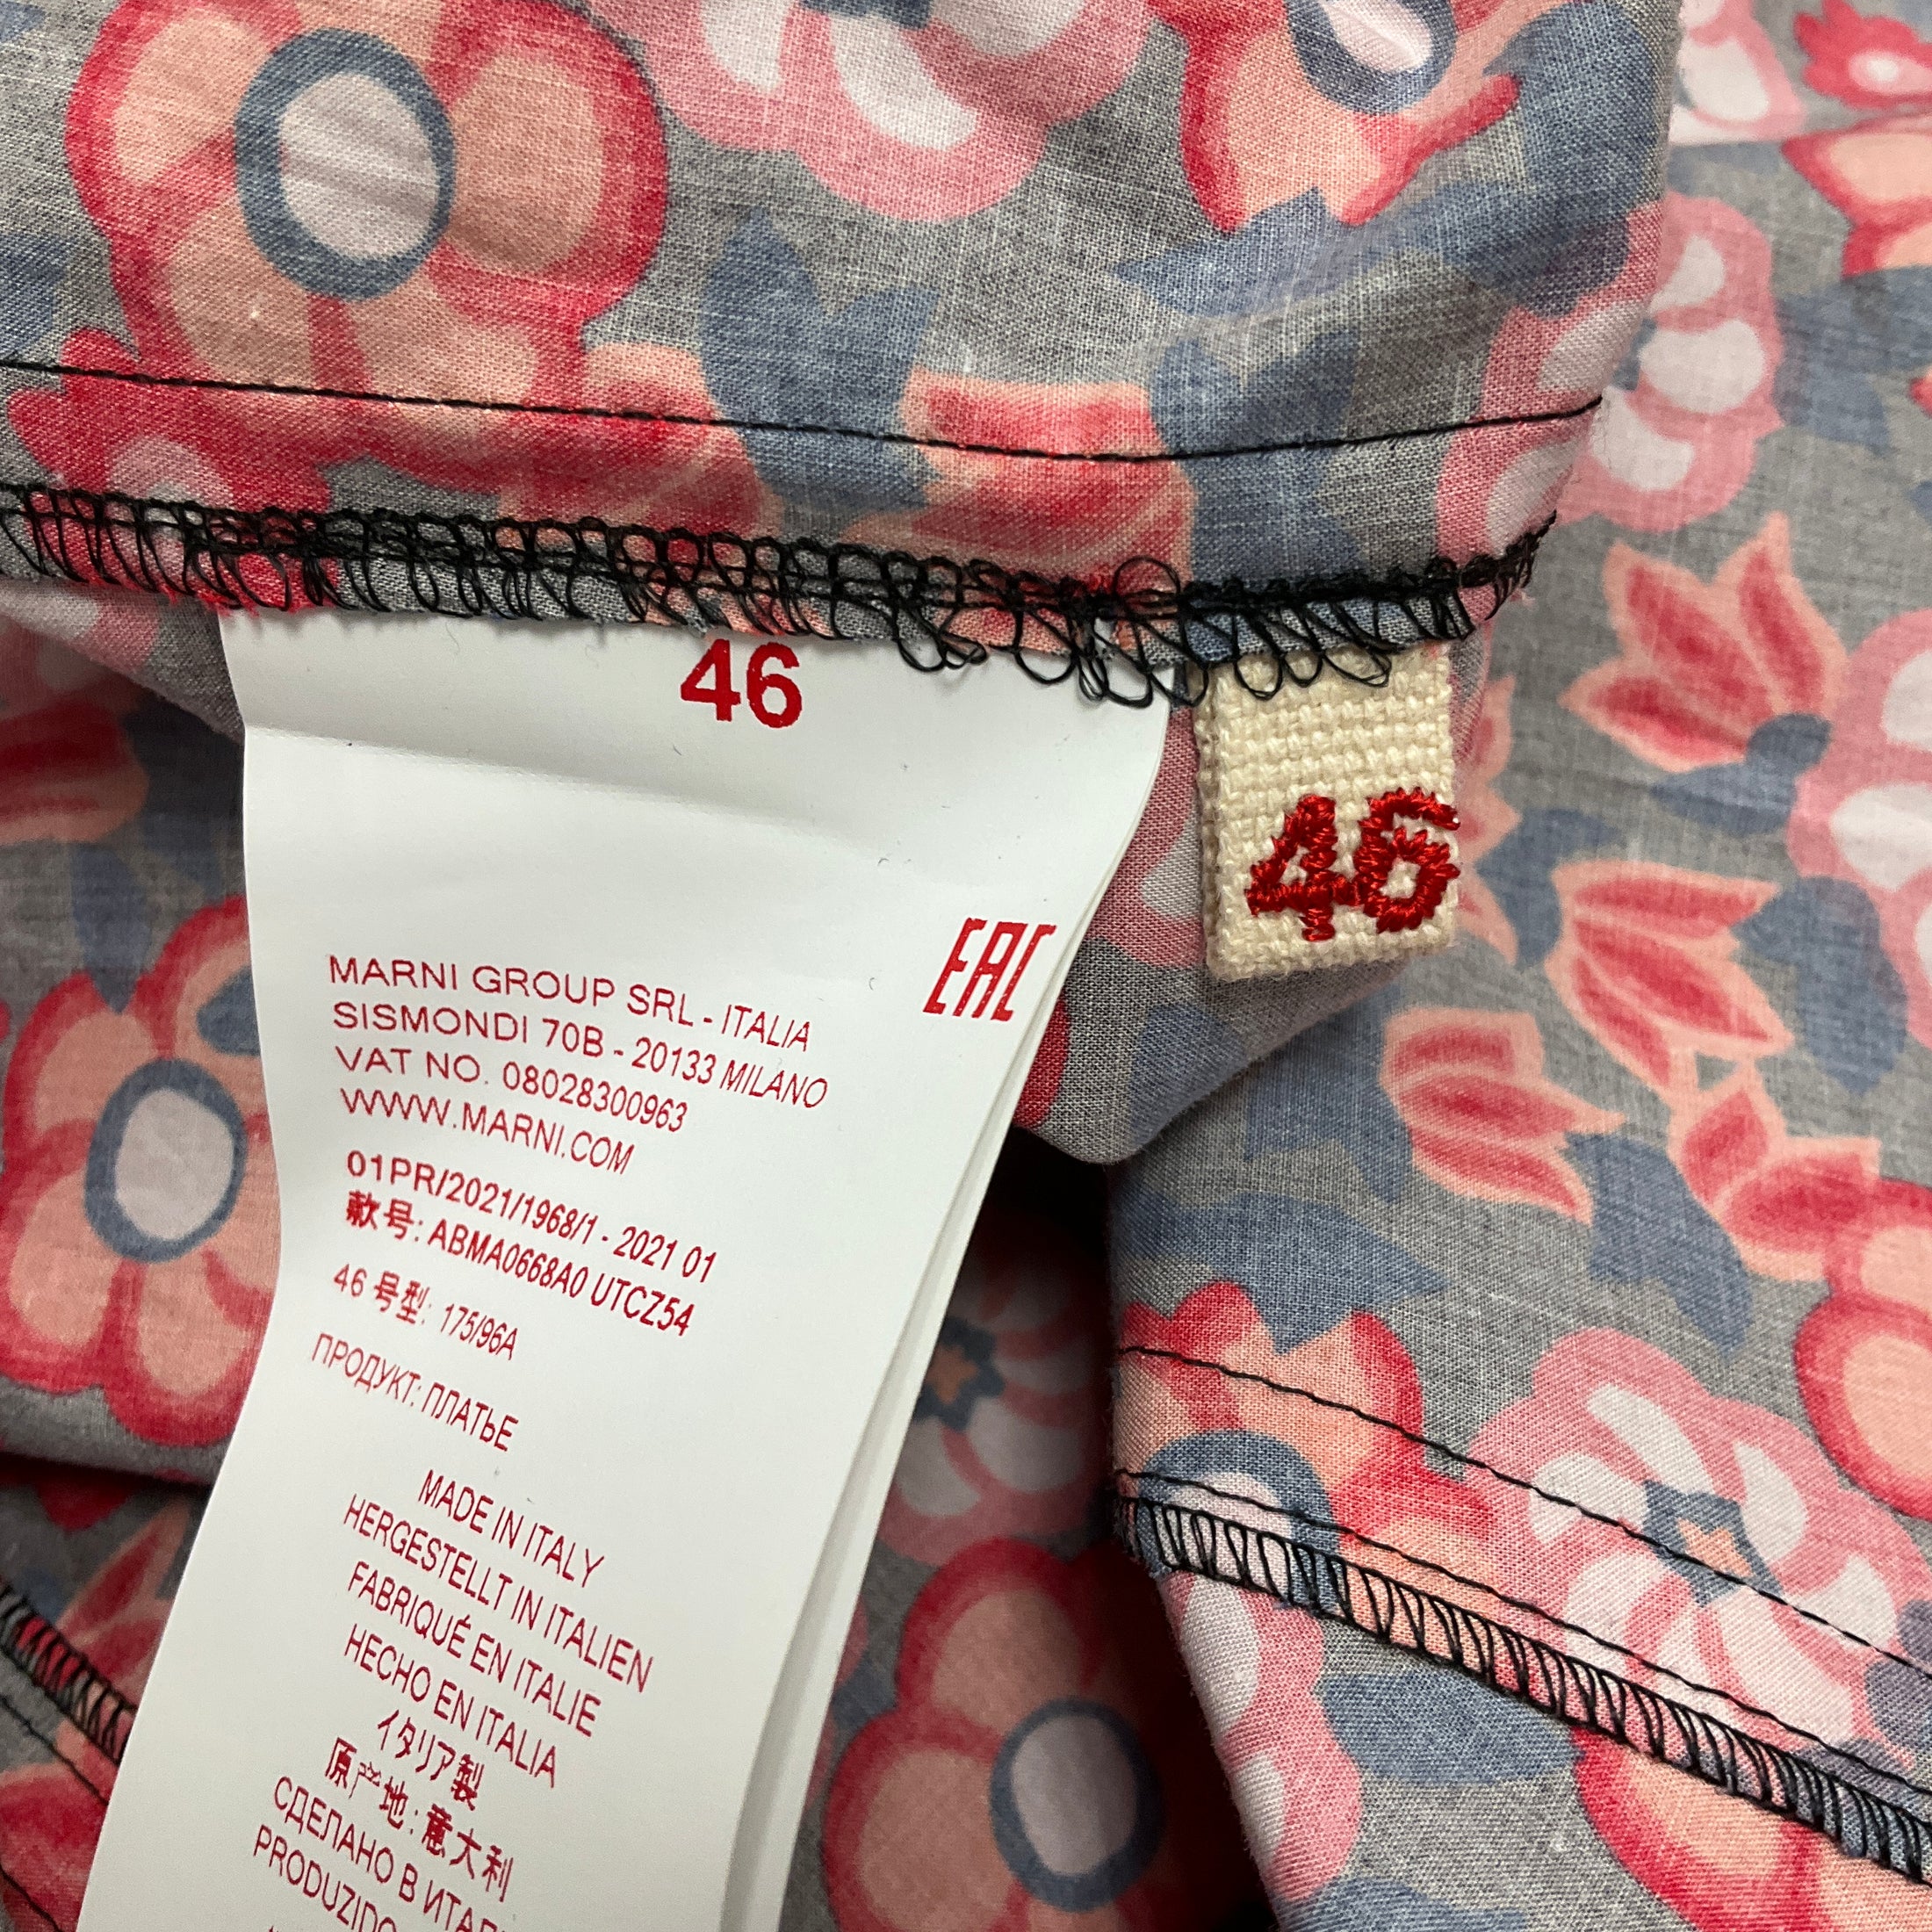 46
46
EAC
MARNI GROUP SRL - ITALIA
SISMONDI 70B - 20133 MILANO
VAT NO. 08028300963
WWW.MARNI.COM
01PR/2021/1968/1 - 2021 01
款号: ABMA0668A0 UTCZ54
46 号型: 175/96A
ПРОДУКТ: ПЛАТЬЕ
MADE IN ITALY
HERGESTELLT IN ITALIEN
FABRIQUÉ EN ITALIE
HECHO EN ITALIA
イタリア製
原产地: 意大利
СДЕЛАНО В
PRODUZIDO